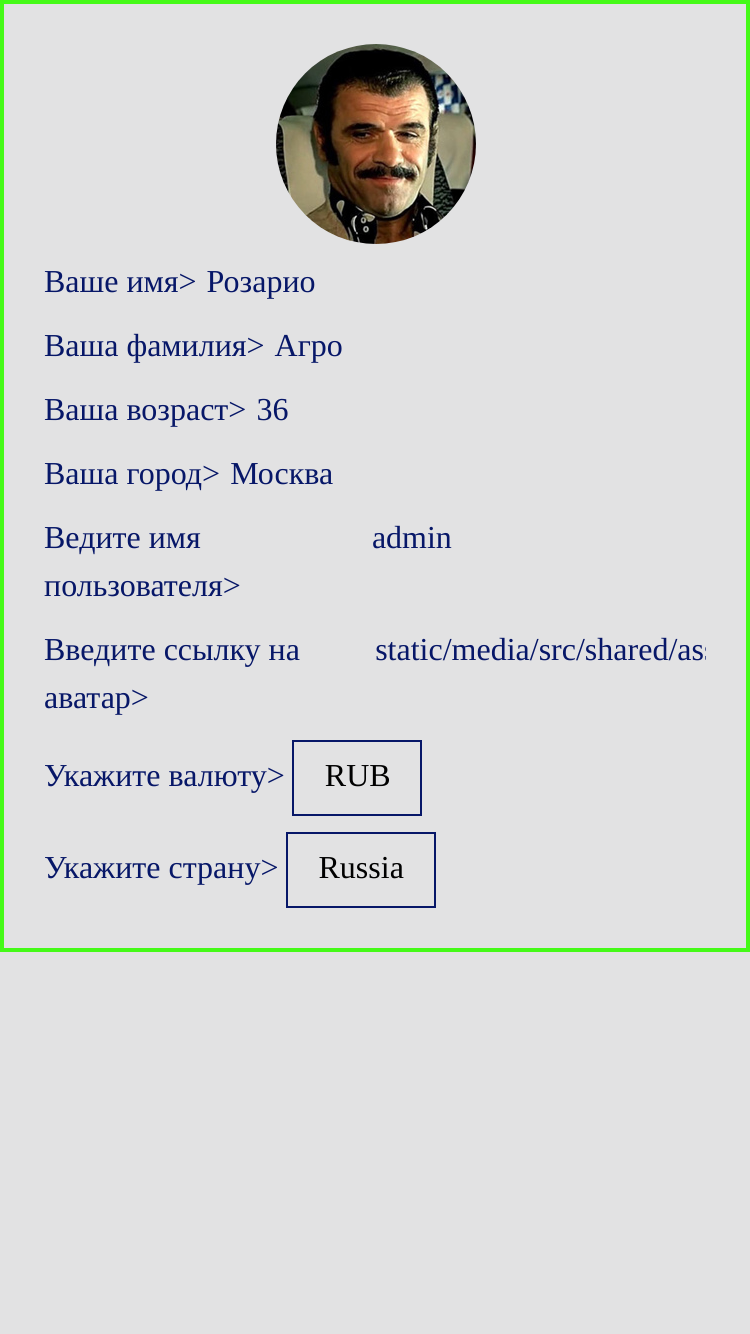 Ваше имя> Розарио
Ваша фамилия> Агро
Ваша возраст> 36
Ваша город> Москва
Ведите имя пользователя> admin
Введите ссылку на аватар> static/media/src/shared/as
Укажите валюту> RUB
Укажите страну> Russia